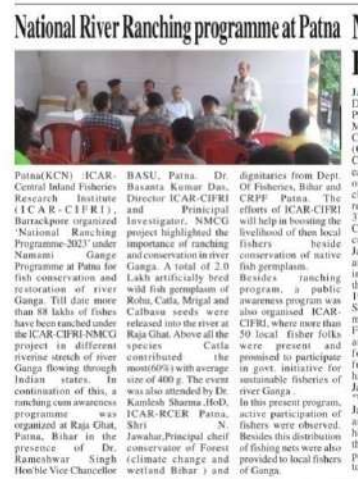 National River Ranching programme at Patna
Patna(KCN) :ICAR-
Central Inland Fisheries
Research Institute
(ICAR-CIFRI),
Barrackpore organized
'National Ranching
Programme-2023' under
Namami Gange
Programme at Patna for
fish conservation and
restoration of river
Ganga. Till date more
than 88 lakhs of fishes
have been ranched under
the ICAR-CIFRI-NMCG
project in different
riverine stretch of river
Ganga flowing through
Indian states. In
continuation of this, a
ranching cum awareness
programme was
organized at Raja Ghat,
Patna, Bihar in the
presence of Dr.
Rameshwar Singh
Hon'ble Vice Chancellor
BASU, Patna. Dr.
Basanta Kumar Das,
Director ICAR-CIFRI
and Prinicipal
Investigator, NMCG
project highlighted the
importance of ranching
and conservation in river
Ganga. A total of 2.0
Lakh artificially bred
wild fish germplasm of
Rohu, Catla, Mrigal and
Calbasu seeds were
released into the river at
Raja Ghat. Above all the
species Catla
contributed the
most(60%) with average
size of 400 g. The event
was also attended by Dr.
Kamlesh Sharma ,HoD,
ICAR-RCER Patna,
Shri N.
Jawahar,Principal cheif
conservator of Forest
(climate change and
wetland Bihar ) and
dignitaries from Dept.
Of Fisheries, Bihar and
CRPF Patna. The
efforts of ICAR-CIFRI
will help in boosting the
livelihood of then local
fishers beside
conservation of native
fish germplasm.
Besides ranching
program, a public
awareness program was
also organised ICAR-
CIFRI, where more than
50 local fisher folks
were present and
promised to participate
in govt. initiative for
sustainable fisheries of
river Ganga .
In this present program,
active participation of
fishers were observed.
Besides this distribution
of fishing nets were also
provided to local fishers
of Ganga.